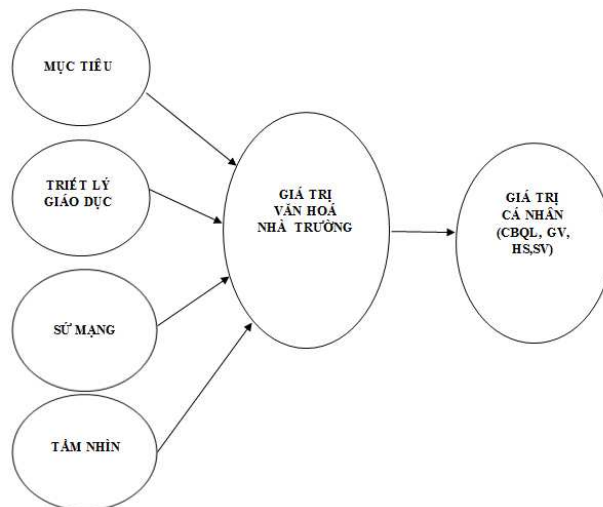 MỤC TIÊU
TRIẾT LÝ
GIÁO DỤC
SỨ MẠNG
TẦM NHÌN
GIÁ TRỊ
VĂN HOÁ
NHÀ TRƯỜNG
GIÁ TRỊ
CÁ NHÂN
(CBQL, GV,
HS,SV)